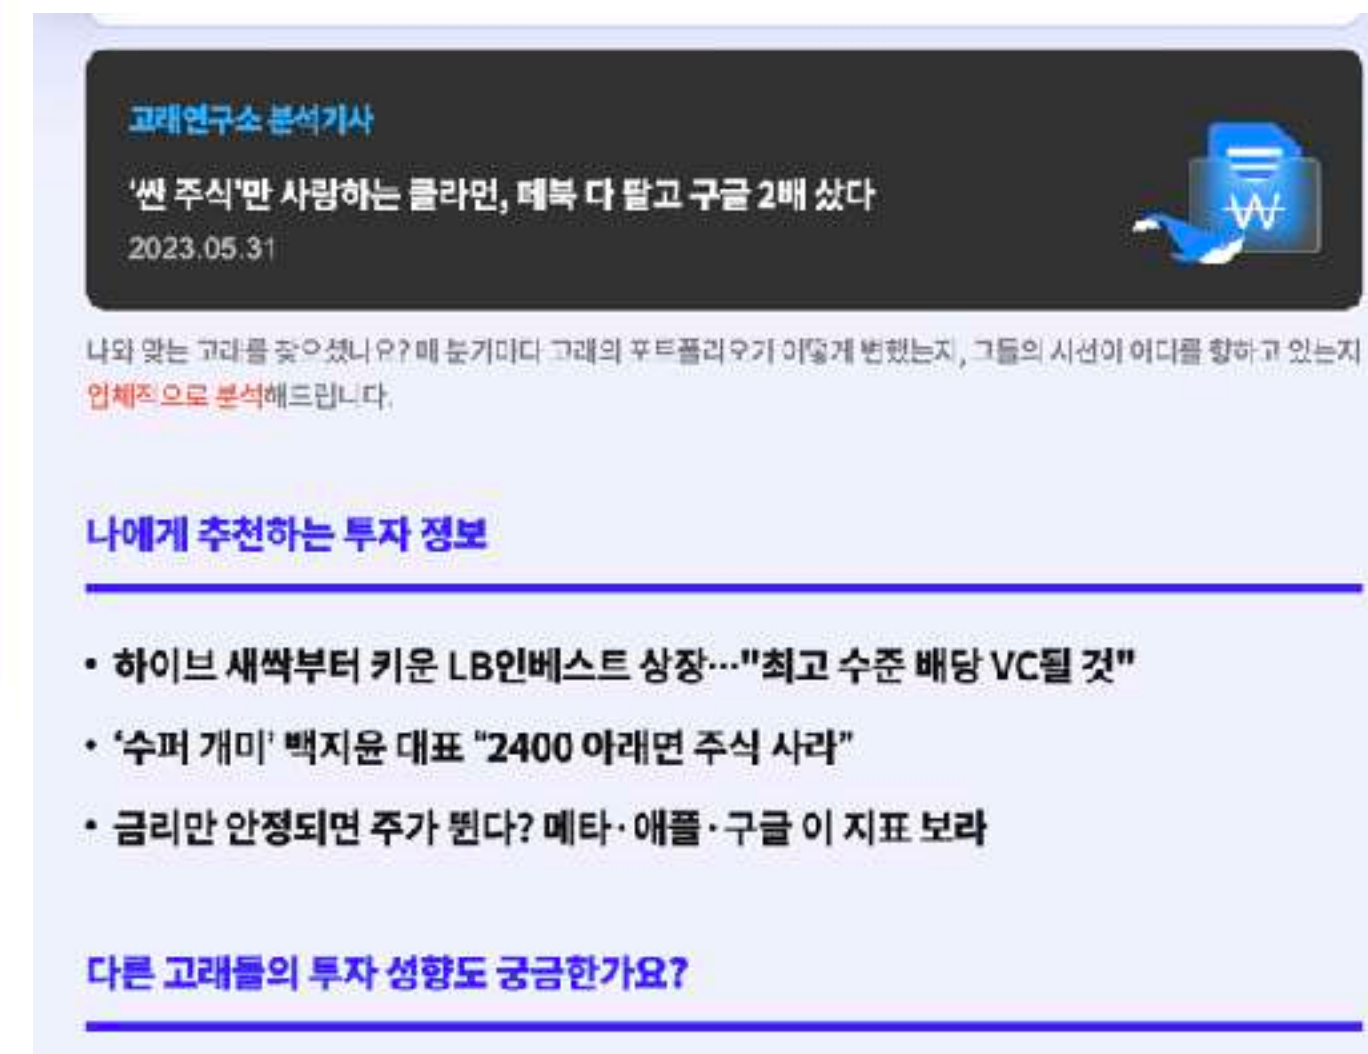 고래연구소 분석기사
‘싼 주식'만 사랑하는 클라먼, 페북 다 팔고 구글 2배 샀다
2023.05.31
W
나와 맞는 고래를 찾으셨나요? 매 분기마다 고래의 포트폴리오가 어떻게 변했는지, 그들의 시선이 어디를 향하고 있는지
입체적으로 분석해드립니다.
나에게 추천하는 투자 정보
• 하이브 새싹부터 키운 LB인베스트 상장…"최고 수준 배당 VC될 것"
• ‘수퍼 개미’ 백지윤 대표 “2400 아래면 주식 사라”
• 금리만 안정되면 주가 뛴다? 메타·애플·구글 이 지표 보라
다른 고래들의 투자 성향도 궁금한가요?